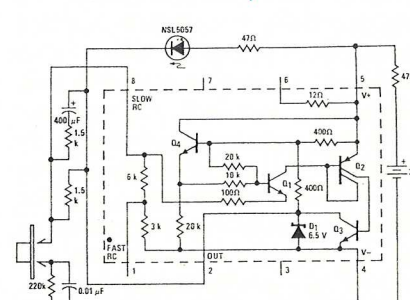 NSL5057
47Ω
8
7
6
5
SLOW
RC
12Ω
V+
47
400 μF
+
1.5
k
Q4
400Ω
20 k
10 k
100Ω
Q1
400Ω
Q2
6 k
1.5
k
3 k
20 k
D1
6.5 V
Q3
FAST
RC
OUT
V−
1
2
3
4
220k
0.01 μF